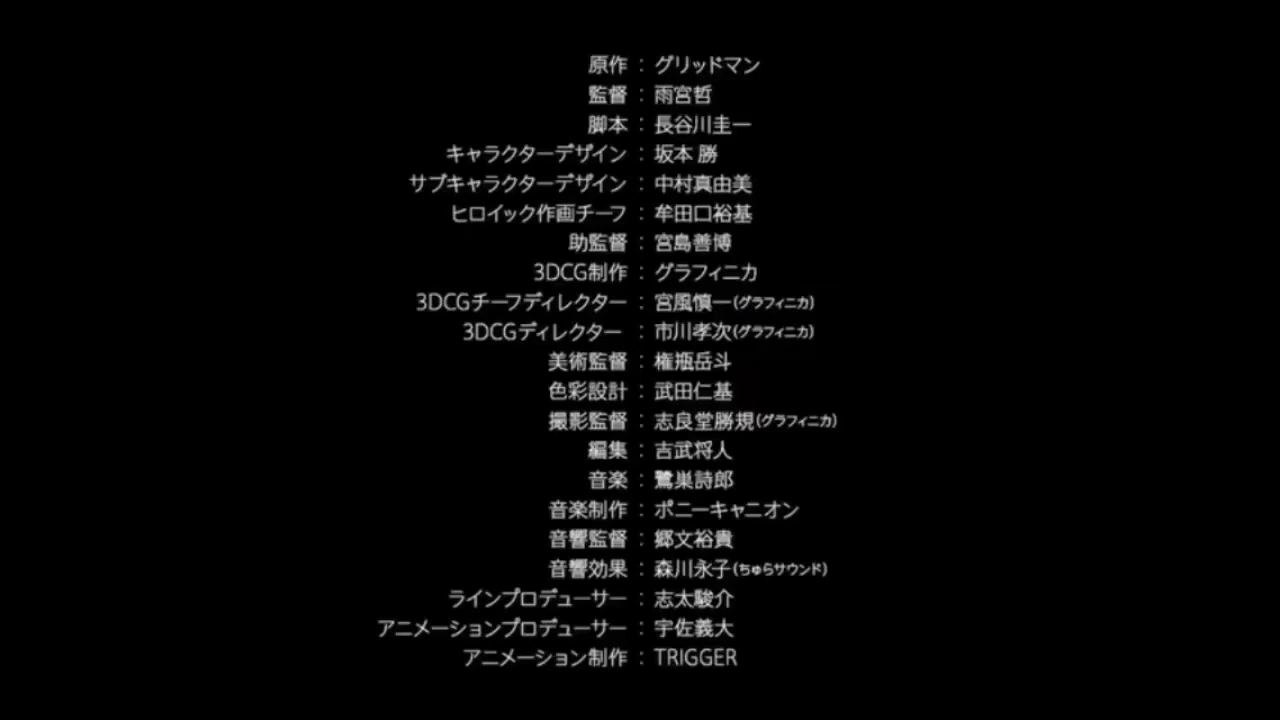 原作 : グリッドマン
監督 : 雨宮哲
脚本 : 長谷川圭一
キャラクターデザイン : 坂本 勝
サブキャラクターデザイン : 中村真由美
ヒロイック作画チーフ : 牟田口裕基
助監督 : 宮島善博
3DCG制作 : グラフィニカ
3DCGチーフディレクター : 宮風慎一(グラフィニカ)
3DCGディレクター : 市川孝次(グラフィニカ)
美術監督 : 権瓶岳斗
色彩設計 : 武田仁基
撮影監督 : 志良堂勝規(グラフィニカ)
編集 : 吉武将人
音楽 : 鷺巣詩郎
音楽制作 : ポニーキャニオン
音響監督 : 郷文裕貴
音響効果 : 森川永子(ちゅらサウンド)
ラインプロデューサー : 志太駿介
アニメーションプロデューサー : 宇佐義大
アニメーション制作 : TRIGGER